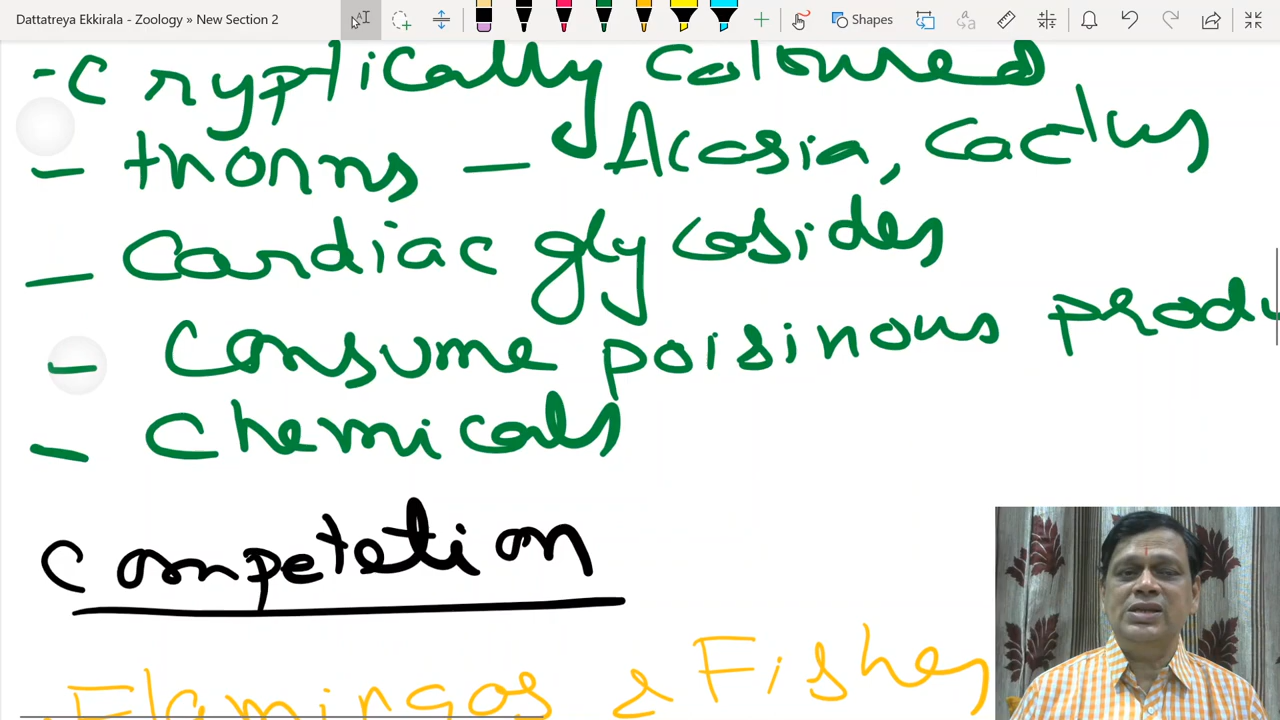 Dattatreya Ekkirala - Zoology » New Section 2
Shapes
- Cryptically coloured
- thorns - Acasia, cactus
- Cardiac glycosides
- Consume poisinous produ
- Chemicals
Competetion
Flamingos & Fishes